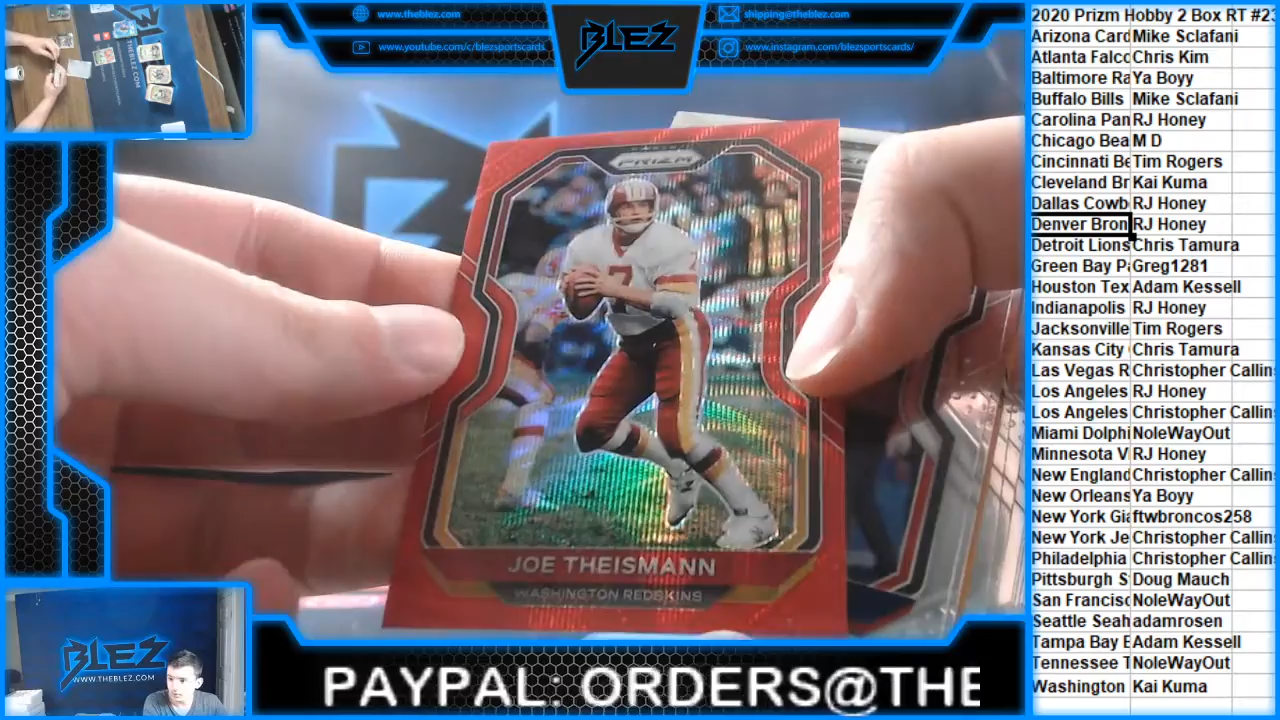 www.theblez.com
shipping@theblez.com
www.youtube.com/c/blezsportscards/
BLEZ
www.instagram.com/blezsportscards/
PRIZM
7
JOE THEISMANN
WASHINGTON REDSKINS
BLEZ
WWW.THEBLEZ.COM
PAYPAL: ORDERS@THE
2020 Prizm Hobby 2 Box RT #23
Arizona Card Mike Sclafani
Atlanta Falco Chris Kim
Baltimore Ra Ya Boyy
Buffalo Bills Mike Sclafani
Carolina Pan RJ Honey
Chicago Bea M D
Cincinnati Be Tim Rogers
Cleveland Br Kai Kuma
Dallas Cowb RJ Honey
Denver Bron RJ Honey
Detroit Lions Chris Tamura
Green Bay Pa Greg1281
Houston Tex Adam Kessell
Indianapolis RJ Honey
Jacksonville Tim Rogers
Kansas City Chris Tamura
Las Vegas R Christopher Callin
Los Angeles RJ Honey
Los Angeles Christopher Callin
Miami Dolphi NoleWayOut
Minnesota V RJ Honey
New England Christopher Callin
New Orleans Ya Boyy
New York Gia ftwbroncos258
New York Je Christopher Callin
Philadelphia Christopher Callin
Pittsburgh S Doug Mauch
San Francisc NoleWayOut
Seattle Seah adamrosen
Tampa Bay B Adam Kessell
Tennessee T NoleWayOut
Washington Kai Kuma